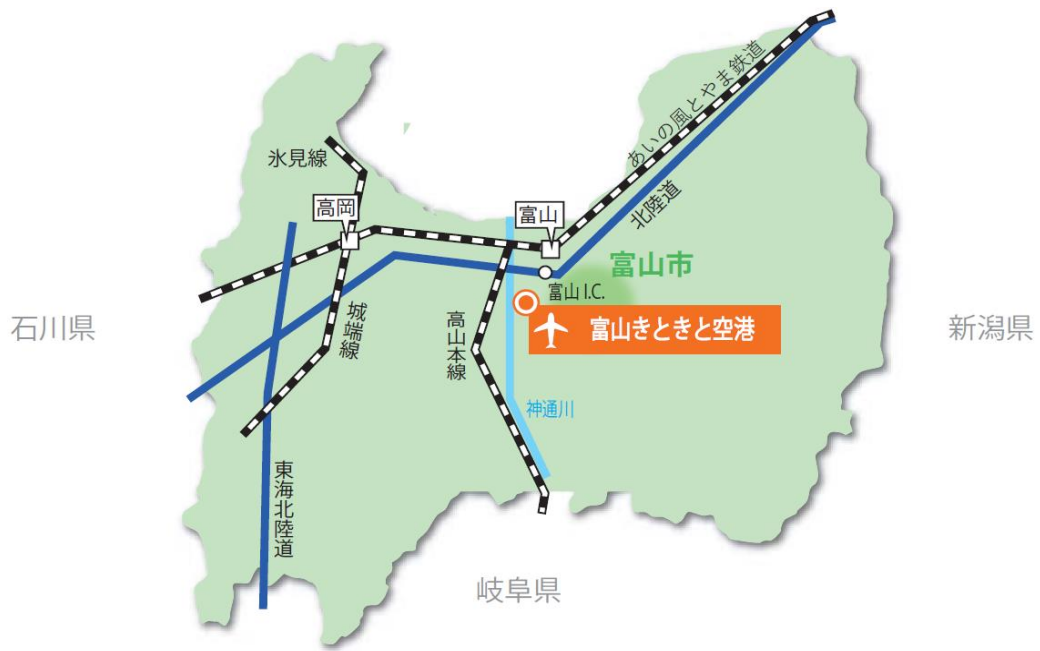 あいの風とやま鉄道
氷見線
北陸道
高岡
富山
富山市
富山 I.C.
石川県
城端線
高山本線
富山きときと空港
新潟県
神通川
東海北陸道
岐阜県